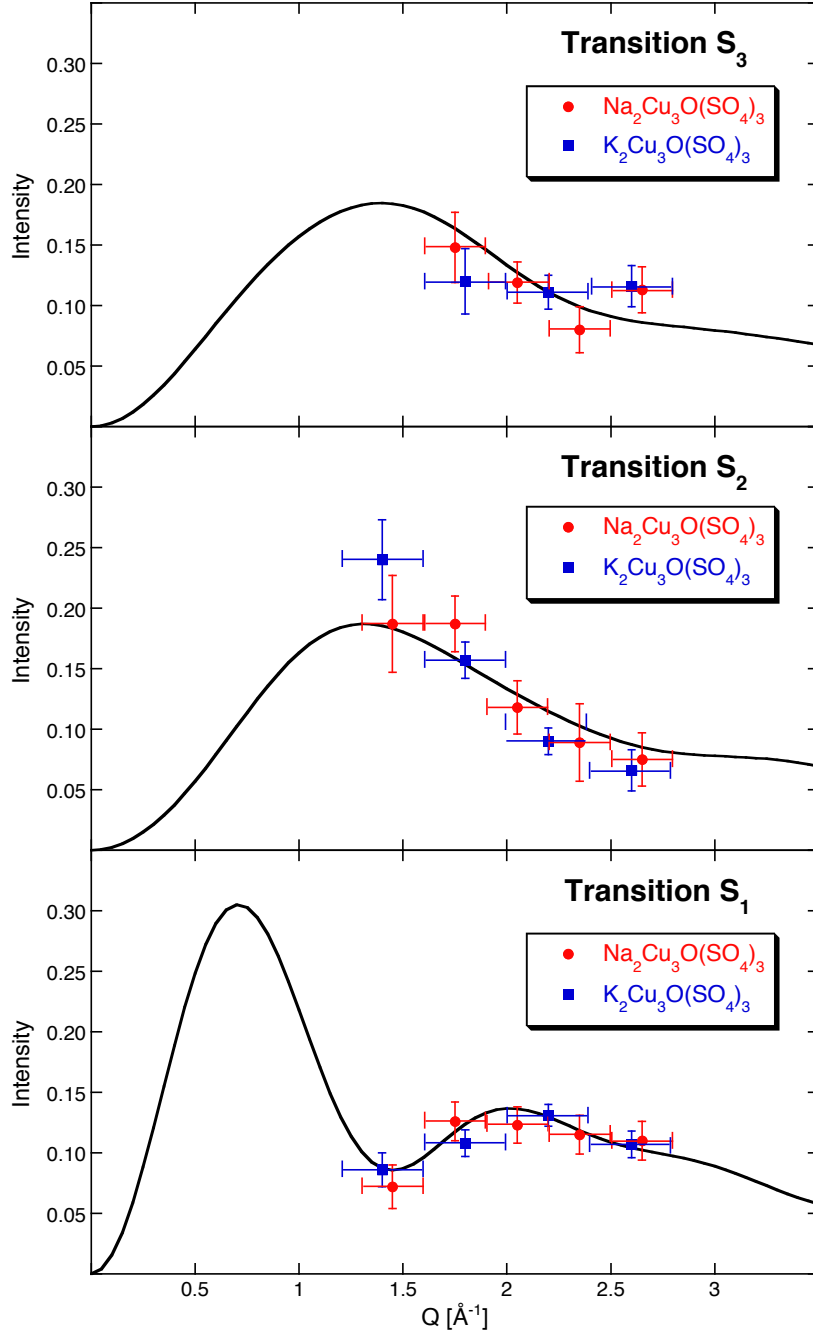 Transition S₃
Na₂Cu₃O(SO₄)₃
K₂Cu₃O(SO₄)₃
Intensity
0.30
0.25
0.20
0.15
0.10
0.05
Transition S₂
Na₂Cu₃O(SO₄)₃
K₂Cu₃O(SO₄)₃
Intensity
0.30
0.25
0.20
0.15
0.10
0.05
Transition S₁
Na₂Cu₃O(SO₄)₃
K₂Cu₃O(SO₄)₃
Intensity
0.30
0.25
0.20
0.15
0.10
0.05
0.5 1 1.5 2 2.5 3
Q [Å⁻¹]